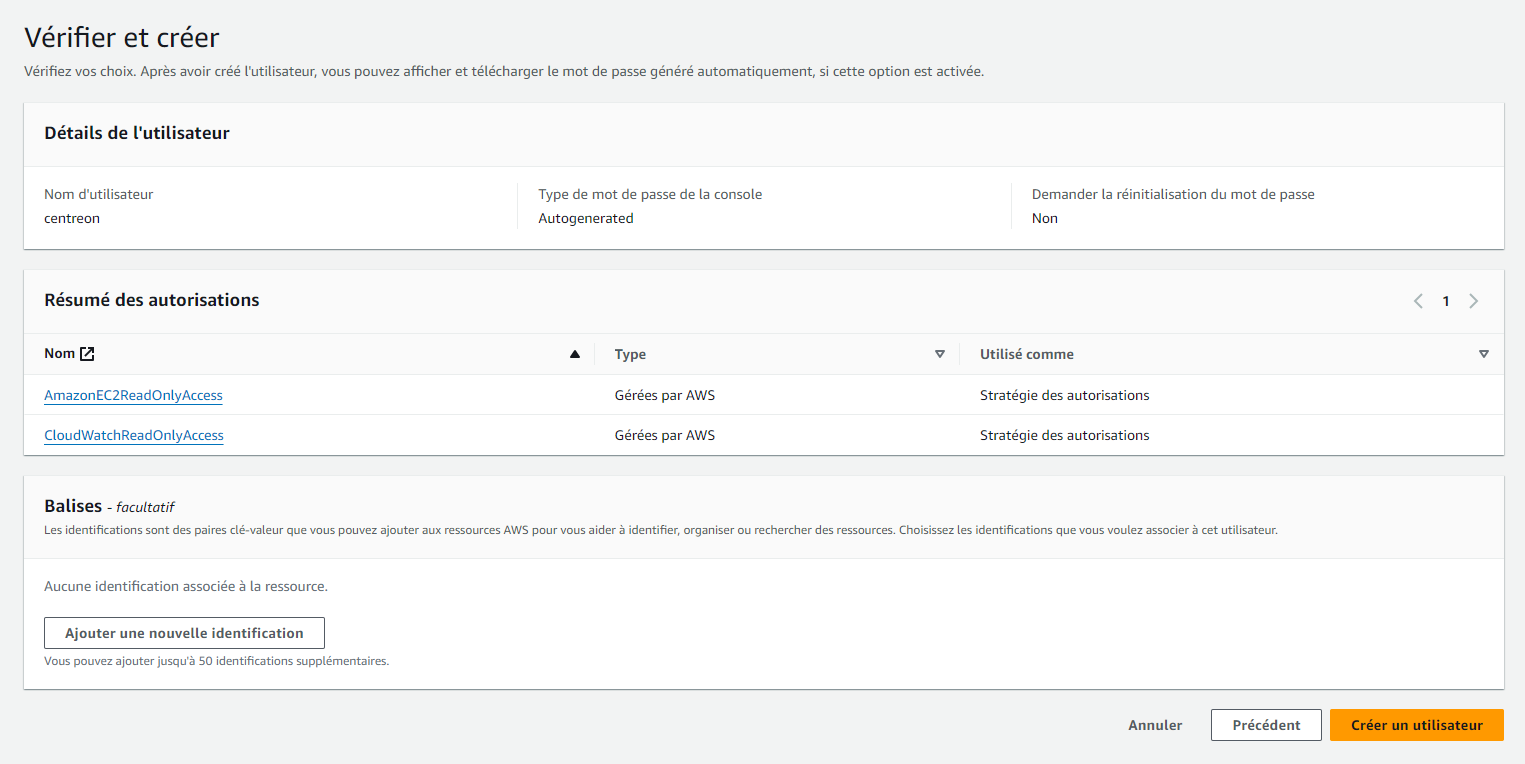 Vérifier et créer
Vérifiez vos choix. Après avoir créé l'utilisateur, vous pouvez afficher et télécharger le mot de passe généré automatiquement, si cette option est activée.
Détails de l'utilisateur
Nom d'utilisateur
centreon
Type de mot de passe de la console
Autogenerated
Demander la réinitialisation du mot de passe
Non
Résumé des autorisations
1
Nom Type Utilisé comme
AmazonEC2ReadOnlyAccess Gérées par AWS Stratégie des autorisations
CloudWatchReadOnlyAccess Gérées par AWS Stratégie des autorisations
Balises - facultatif
Les identifications sont des paires clé-valeur que vous pouvez ajouter aux ressources AWS pour vous aider à identifier, organiser ou rechercher des ressources. Choisissez les identifications que vous voulez associer à cet utilisateur.
Aucune identification associée à la ressource.
Ajouter une nouvelle identification
Vous pouvez ajouter jusqu'à 50 identifications supplémentaires.
Annuler Précédent Créer un utilisateur